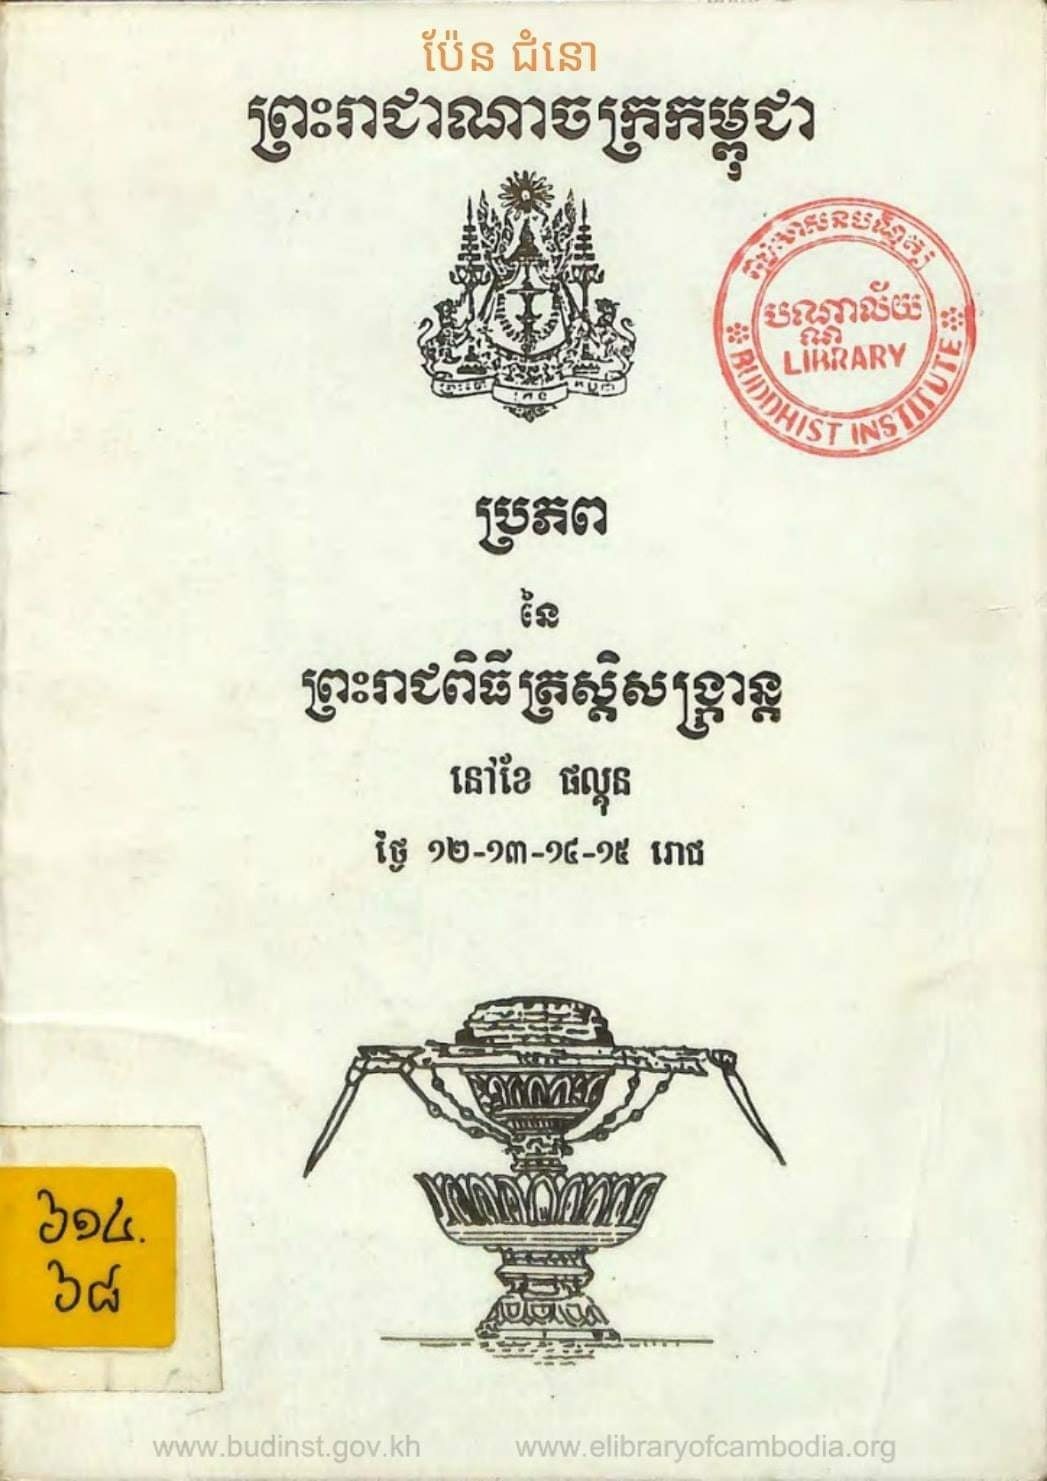 ប៉ែន ជំនោ
ព្រះរាជាណាចក្រកម្ពុជា
បណ្ណាល័យ
LIBRARY
BUDDHIST INSTITUTE
ប្រភព
នៃ
ព្រះរាជពិធីត្រស្តិសង្ក្រាន្ត
នៅខែ ផល្គុន
ថ្ងៃ ១២-១៣-១៤-១៥ រោជ
៦១៤.
៦៨
www.budinst.gov.kh www.elibraryofcambodia.org